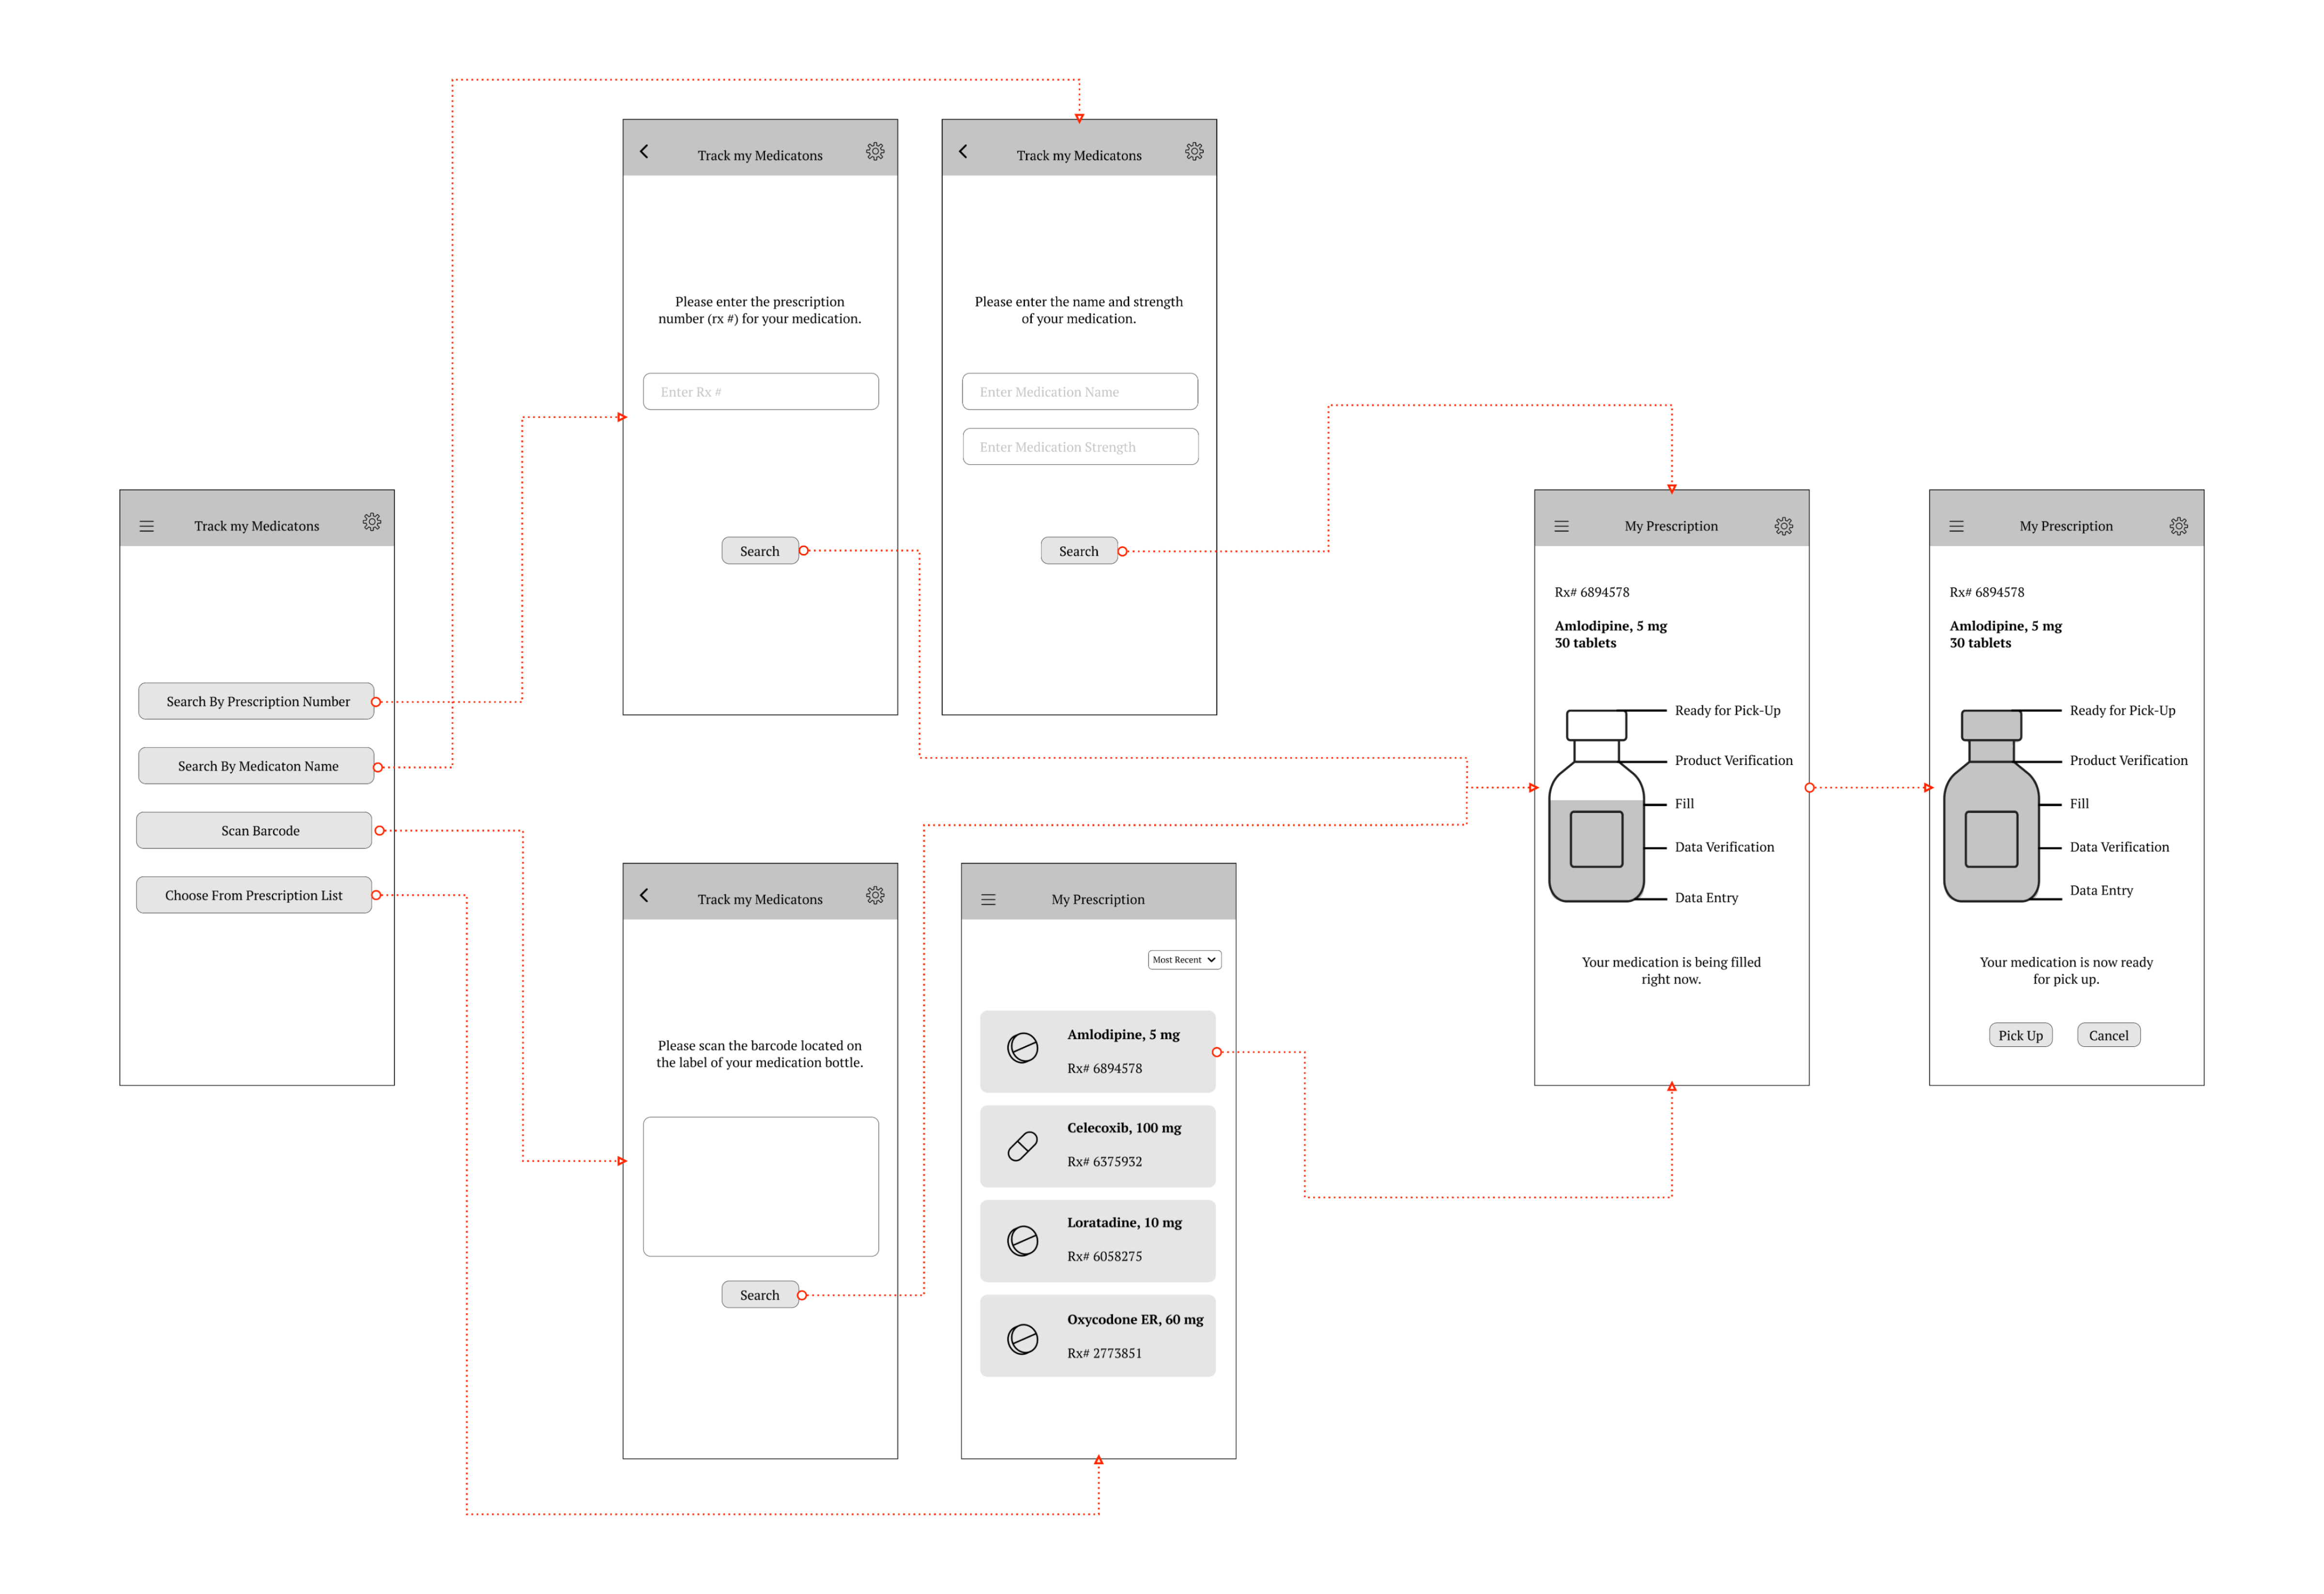 Track my Medicatons
Search By Prescription Number
Search By Medicaton Name
Scan Barcode
Choose From Prescription List
Track my Medicatons
Please enter the prescription
number (rx #) for your medication.
Enter Rx #
Search
Track my Medicatons
Please enter the name and strength
of your medication.
Enter Medication Name
Enter Medication Strength
Search
Track my Medicatons
Please scan the barcode located on
the label of your medication bottle.
Search
My Prescription
Most Recent
Amlodipine, 5 mg
Rx# 6894578
Celecoxib, 100 mg
Rx# 6375932
Loratadine, 10 mg
Rx# 6058275
Oxycodone ER, 60 mg
Rx# 2773851
My Prescription
Rx# 6894578
Amlodipine, 5 mg
30 tablets
Ready for Pick-Up
Product Verification
Fill
Data Verification
Data Entry
Your medication is being filled
right now.
My Prescription
Rx# 6894578
Amlodipine, 5 mg
30 tablets
Ready for Pick-Up
Product Verification
Fill
Data Verification
Data Entry
Your medication is now ready
for pick up.
Pick Up
Cancel